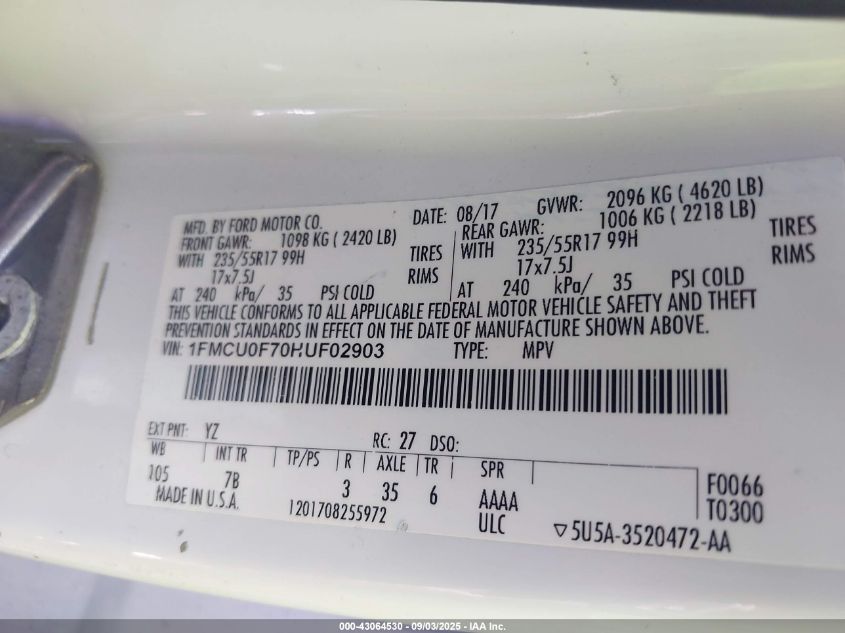 MFD. BY FORD MOTOR CO. DATE: 08/17 GVWR: 2096 KG ( 4620 LB)
FRONT GAWR: 1098 KG ( 2420 LB) REAR GAWR: 1006 KG ( 2218 LB)
WITH 235/55R17 99H TIRES WITH 235/55R17 99H TIRES
17x7.5J RIMS 17x7.5J RIMS
AT 240 kPa/ 35 PSI COLD AT 240 kPa/ 35 PSI COLD
THIS VEHICLE CONFORMS TO ALL APPLICABLE FEDERAL MOTOR VEHICLE SAFETY AND THEFT
PREVENTION STANDARDS IN EFFECT ON THE DATE OF MANUFACTURE SHOWN ABOVE.
VIN: 1FMCU0F70HUF02903 TYPE: MPV
EXT PNT: YZ RC: 27 DSO:
WB INT TR TP/PS R AXLE TR SPR
105 7B 3 35 6 AAAA F0066
MADE IN U.S.A. 1201708255972 ULC T0300
▽5U5A-3520472-AA
000-43064530 - 09/03/2025 - IAA Inc.